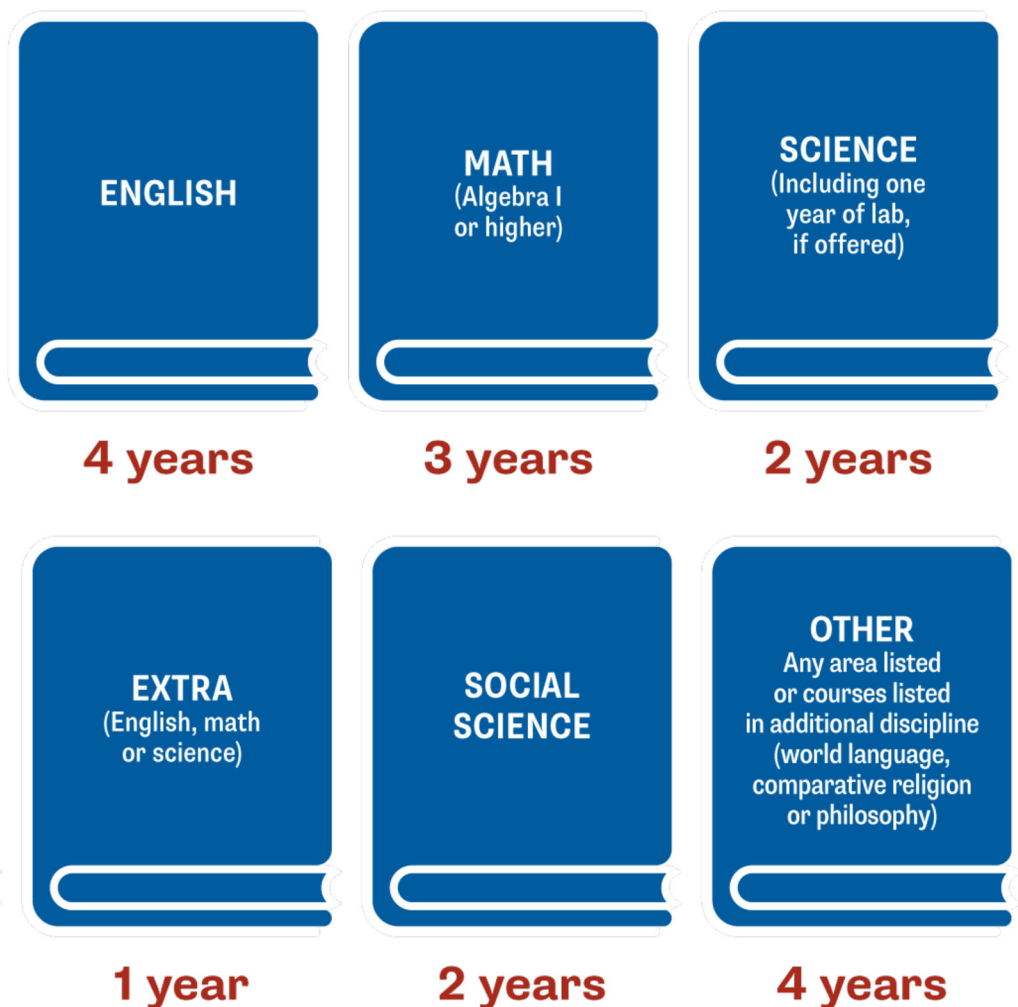 ENGLISH
4 years
MATH
(Algebra I
or higher)
3 years
SCIENCE
(Including one
year of lab,
if offered)
2 years
EXTRA
(English, math
or science)
1 year
SOCIAL
SCIENCE
2 years
OTHER
Any area listed
or courses listed
in additional discipline
(world language,
comparative religion
or philosophy)
4 years